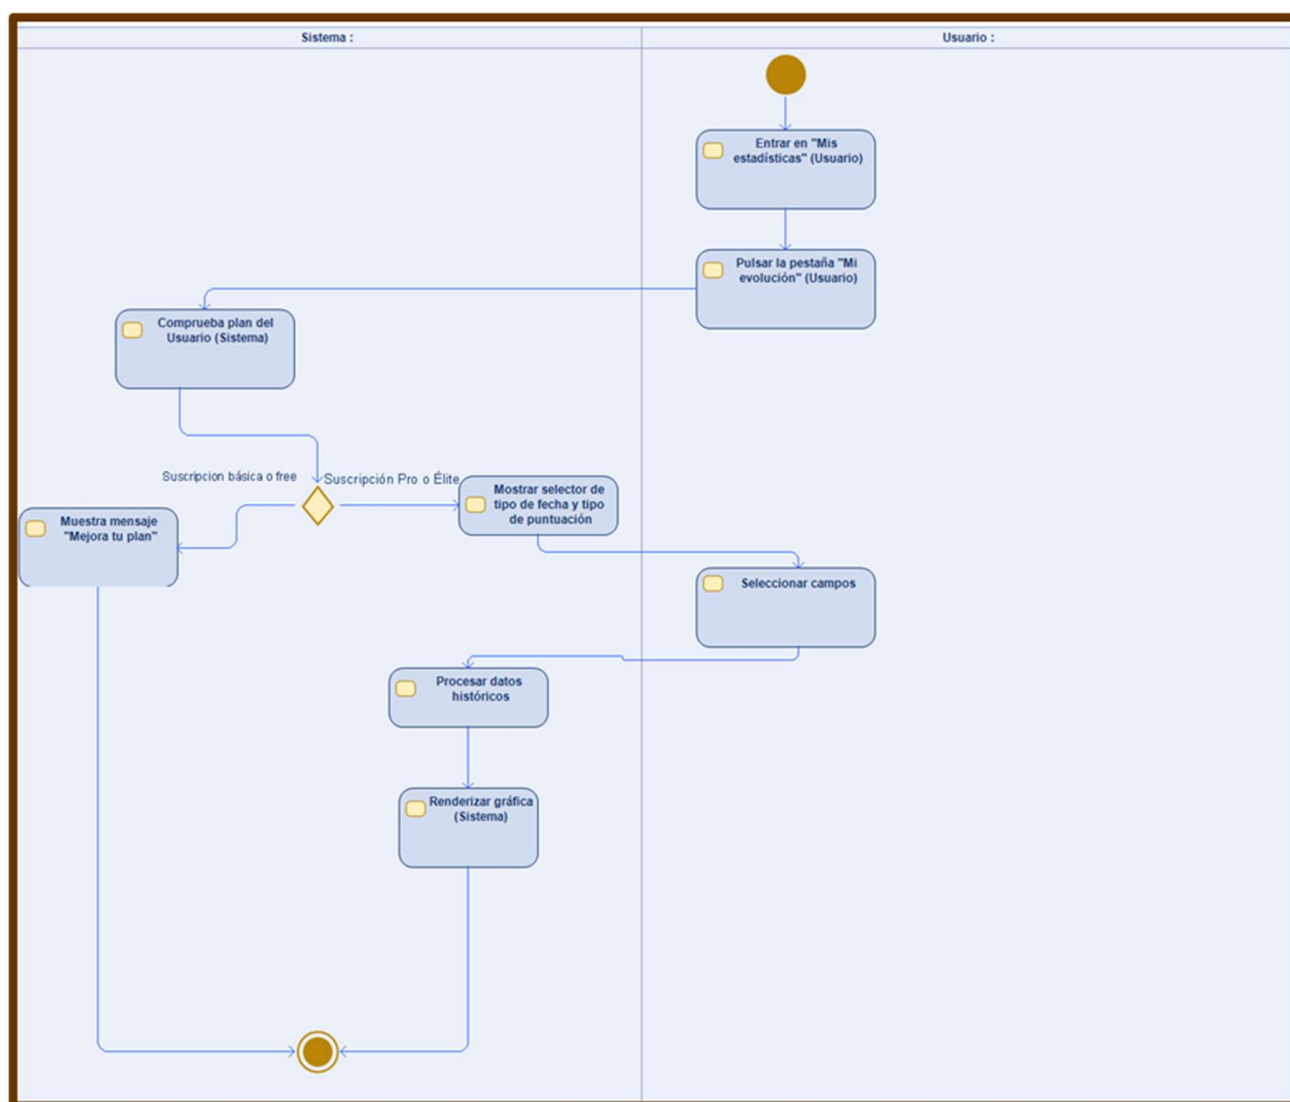 Sistema :
Usuario :
Entrar en "Mis
estadísticas" (Usuario)
Pulsar la pestaña "Mi
evolución" (Usuario)
Comprueba plan del
Usuario (Sistema)
Suscripcion básica o free
Suscripción Pro o Élite
Mostrar selector de
tipo de fecha y tipo
de puntuación
Muestra mensaje
"Mejora tu plan"
Seleccionar campos
Procesar datos
históricos
Renderizar gráfica
(Sistema)